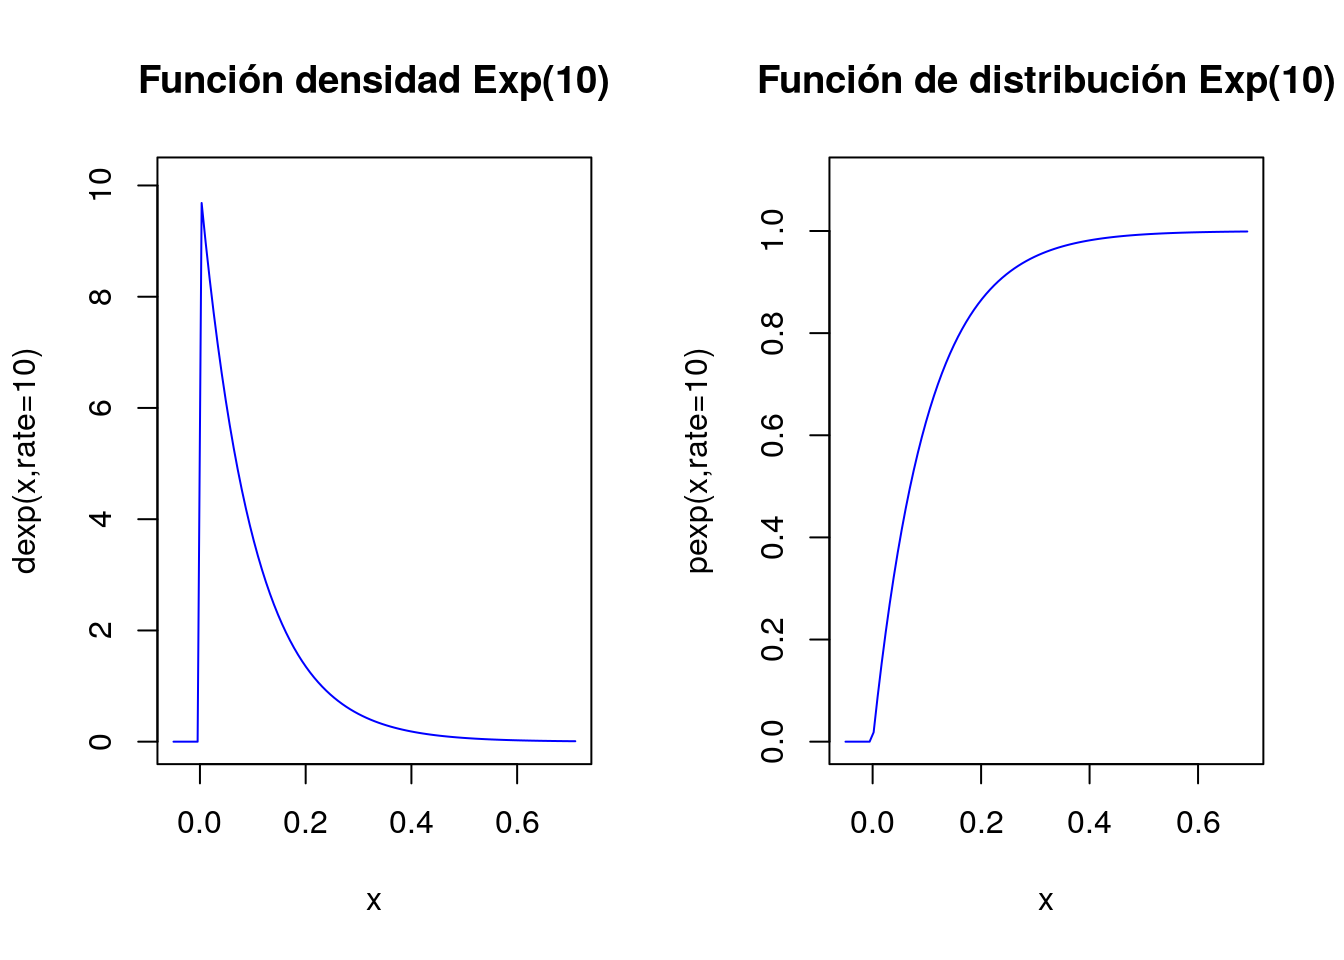 Función densidad Exp(10)
dexp(x,rate=10)
10
8
6
4
2
0
0.0 0.2 0.4 0.6
x
Función de distribución Exp(10)
pexp(x,rate=10)
1.0
0.8
0.6
0.4
0.2
0.0
0.0 0.2 0.4 0.6
x